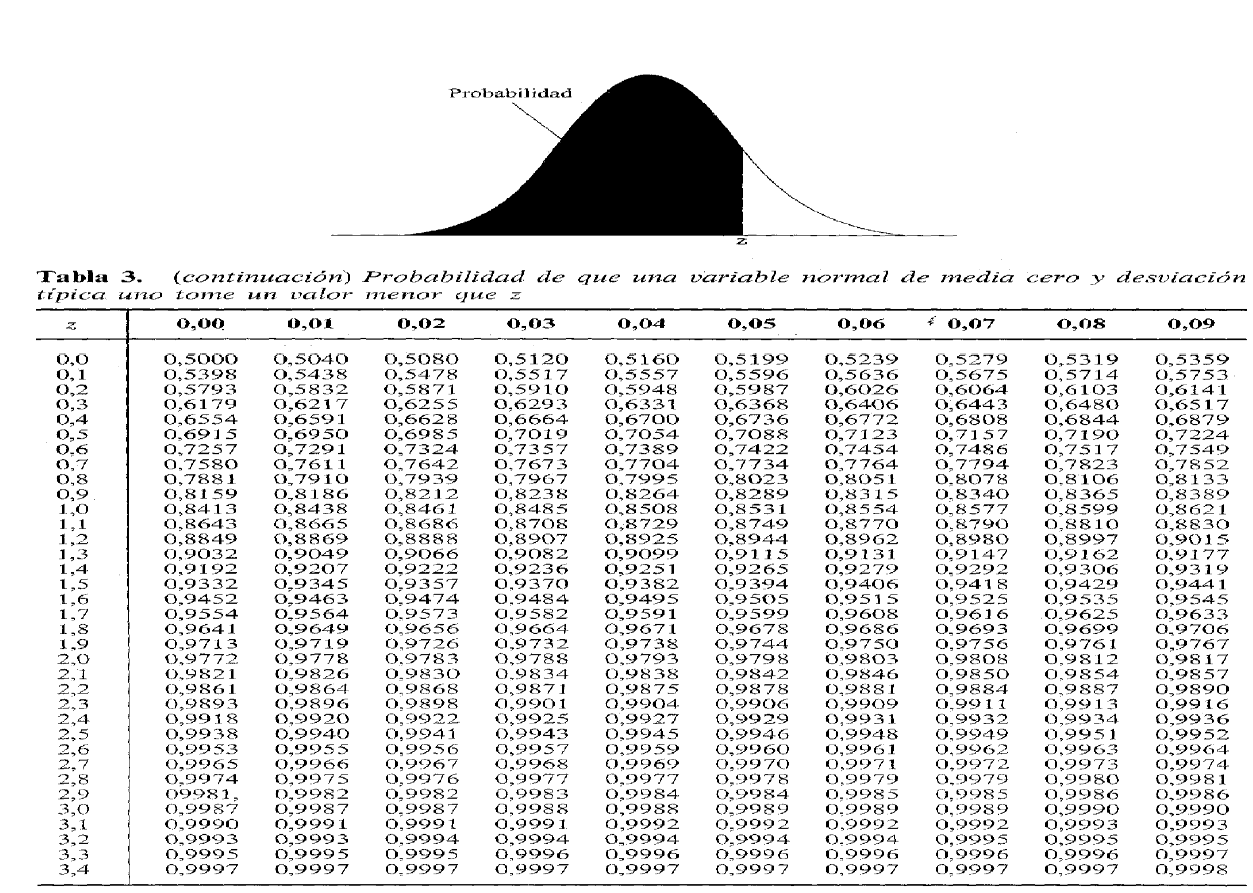 Probabilidad
z
Tabla 3. (continuación) Probabilidad de que una variable normal de media cero y desviación
típica uno tome un valor menor que z
z 0,00 0,01 0,02 0,03 0,04 0,05 0,06 0,07 0,08 0,09
0,0 0,5000 0,5040 0,5080 0,5120 0,5160 0,5199 0,5239 0,5279 0,5319 0,5359
0,1 0,5398 0,5438 0,5478 0,5517 0,5557 0,5596 0,5636 0,5675 0,5714 0,5753
0,2 0,5793 0,5832 0,5871 0,5910 0,5948 0,5987 0,6026 0,6064 0,6103 0,6141
0,3 0,6179 0,6217 0,6255 0,6293 0,6331 0,6368 0,6406 0,6443 0,6480 0,6517
0,4 0,6554 0,6591 0,6628 0,6664 0,6700 0,6736 0,6772 0,6808 0,6844 0,6879
0,5 0,6915 0,6950 0,6985 0,7019 0,7054 0,7088 0,7123 0,7157 0,7190 0,7224
0,6 0,7257 0,7291 0,7324 0,7357 0,7389 0,7422 0,7454 0,7486 0,7517 0,7549
0,7 0,7580 0,7611 0,7642 0,7673 0,7704 0,7734 0,7764 0,7794 0,7823 0,7852
0,8 0,7881 0,7910 0,7939 0,7967 0,7995 0,8023 0,8051 0,8078 0,8106 0,8133
0,9 0,8159 0,8186 0,8212 0,8238 0,8264 0,8289 0,8315 0,8340 0,8365 0,8389
1,0 0,8413 0,8438 0,8461 0,8485 0,8508 0,8531 0,8554 0,8577 0,8599 0,8621
1,1 0,8643 0,8665 0,8686 0,8708 0,8729 0,8749 0,8770 0,8790 0,8810 0,8830
1,2 0,8849 0,8869 0,8888 0,8907 0,8925 0,8944 0,8962 0,8980 0,8997 0,9015
1,3 0,9032 0,9049 0,9066 0,9082 0,9099 0,9115 0,9131 0,9147 0,9162 0,9177
1,4 0,9192 0,9207 0,9222 0,9236 0,9251 0,9265 0,9279 0,9292 0,9306 0,9319
1,5 0,9332 0,9345 0,9357 0,9370 0,9382 0,9394 0,9406 0,9418 0,9429 0,9441
1,6 0,9452 0,9463 0,9474 0,9484 0,9495 0,9505 0,9515 0,9525 0,9535 0,9545
1,7 0,9554 0,9564 0,9573 0,9582 0,9591 0,9599 0,9608 0,9616 0,9625 0,9633
1,8 0,9641 0,9649 0,9656 0,9664 0,9671 0,9678 0,9686 0,9693 0,9699 0,9706
1,9 0,9713 0,9719 0,9726 0,9732 0,9738 0,9744 0,9750 0,9756 0,9761 0,9767
2,0 0,9772 0,9778 0,9783 0,9788 0,9793 0,9798 0,9803 0,9808 0,9812 0,9817
2,1 0,9821 0,9826 0,9830 0,9834 0,9838 0,9842 0,9846 0,9850 0,9854 0,9857
2,2 0,9861 0,9864 0,9868 0,9871 0,9875 0,9878 0,9881 0,9884 0,9887 0,9890
2,3 0,9893 0,9896 0,9898 0,9901 0,9904 0,9906 0,9909 0,9911 0,9913 0,9916
2,4 0,9918 0,9920 0,9922 0,9925 0,9927 0,9929 0,9931 0,9932 0,9934 0,9936
2,5 0,9938 0,9940 0,9941 0,9943 0,9945 0,9946 0,9948 0,9949 0,9951 0,9952
2,6 0,9953 0,9955 0,9956 0,9957 0,9959 0,9960 0,9961 0,9962 0,9963 0,9964
2,7 0,9965 0,9966 0,9967 0,9968 0,9969 0,9970 0,9971 0,9972 0,9973 0,9974
2,8 0,9974 0,9975 0,9976 0,9977 0,9977 0,9978 0,9979 0,9979 0,9980 0,9981
2,9 09981, 0,9982 0,9982 0,9983 0,9984 0,9984 0,9985 0,9985 0,9986 0,9986
3,0 0,9987 0,9987 0,9987 0,9988 0,9988 0,9989 0,9989 0,9989 0,9990 0,9990
3,1 0,9990 0,9991 0,9991 0,9991 0,9992 0,9992 0,9992 0,9992 0,9993 0,9993
3,2 0,9993 0,9993 0,9994 0,9994 0,9994 0,9994 0,9994 0,9995 0,9995 0,9995
3,3 0,9995 0,9995 0,9995 0,9996 0,9996 0,9996 0,9996 0,9996 0,9996 0,9997
3,4 0,9997 0,9997 0,9997 0,9997 0,9997 0,9997 0,9997 0,9997 0,9997 0,9998